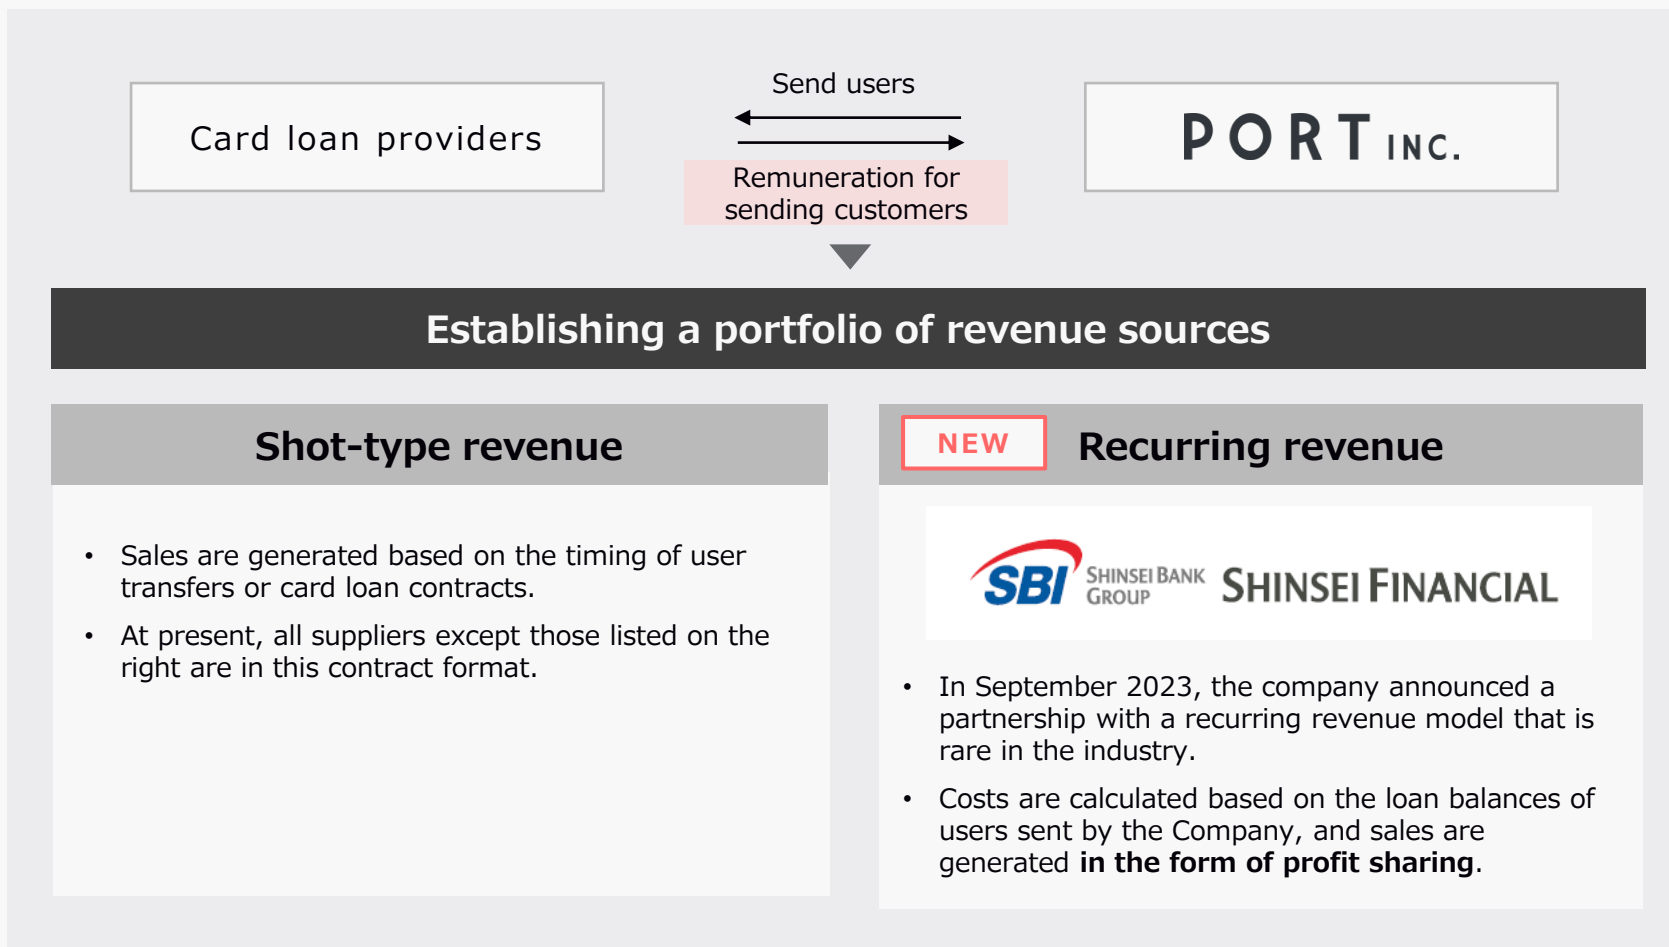 Send users
Card loan providers
PORT INC.
Remuneration for
sending customers
Establishing a portfolio of revenue sources
Shot-type revenue
• Sales are generated based on the timing of user
transfers or card loan contracts.
• At present, all suppliers except those listed on the
right are in this contract format.
NEW
Recurring revenue
SBI SHINSEI BANK
GROUP
SHINSEI FINANCIAL
• In September 2023, the company announced a
partnership with a recurring revenue model that is
rare in the industry.
• Costs are calculated based on the loan balances of
users sent by the Company, and sales are
generated in the form of profit sharing.